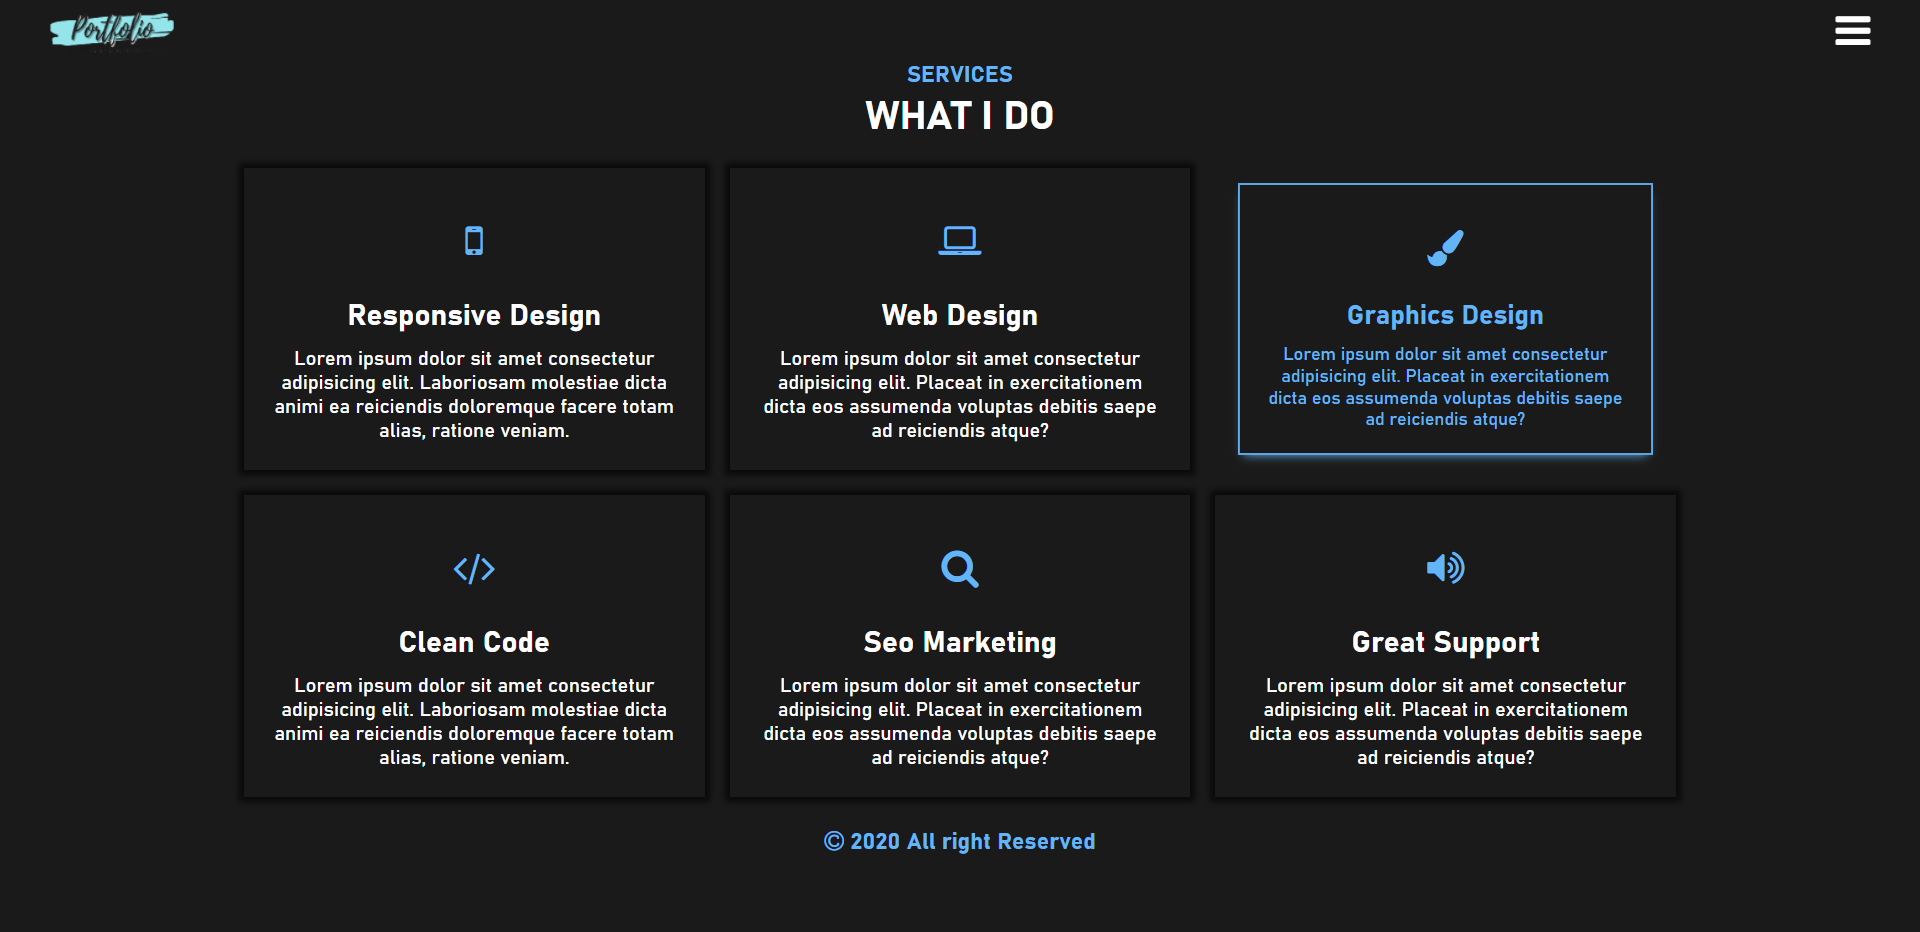 Portfolio
SERVICES
WHAT I DO
Responsive Design
Lorem ipsum dolor sit amet consectetur
adipisicing elit. Laboriosam molestiae dicta
animi ea reiciendis doloremque facere totam
alias, ratione veniam.
Web Design
Lorem ipsum dolor sit amet consectetur
adipisicing elit. Placeat in exercitationem
dicta eos assumenda voluptas debitis saepe
ad reiciendis atque?
Graphics Design
Lorem ipsum dolor sit amet consectetur
adipisicing elit. Placeat in exercitationem
dicta eos assumenda voluptas debitis saepe
ad reiciendis atque?
Clean Code
Lorem ipsum dolor sit amet consectetur
adipisicing elit. Laboriosam molestiae dicta
animi ea reiciendis doloremque facere totam
alias, ratione veniam.
Seo Marketing
Lorem ipsum dolor sit amet consectetur
adipisicing elit. Placeat in exercitationem
dicta eos assumenda voluptas debitis saepe
ad reiciendis atque?
Great Support
Lorem ipsum dolor sit amet consectetur
adipisicing elit. Placeat in exercitationem
dicta eos assumenda voluptas debitis saepe
ad reiciendis atque?
© 2020 All right Reserved